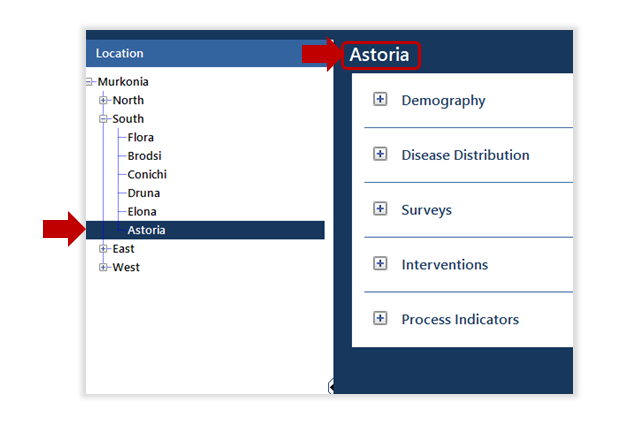 Location
Murkonia
North
South
Flora
Brodsi
Conichi
Druna
Elona
Astoria
East
West
Astoria
Demography
Disease Distribution
Surveys
Interventions
Process Indicators